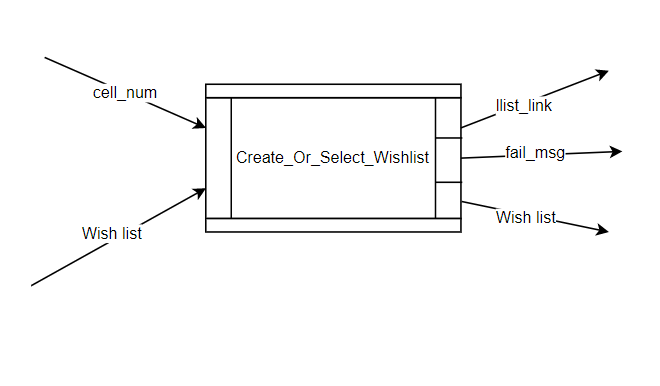 cell_num
llist_link
Create_Or_Select_Wishlist
fail_msg
Wish list
Wish list